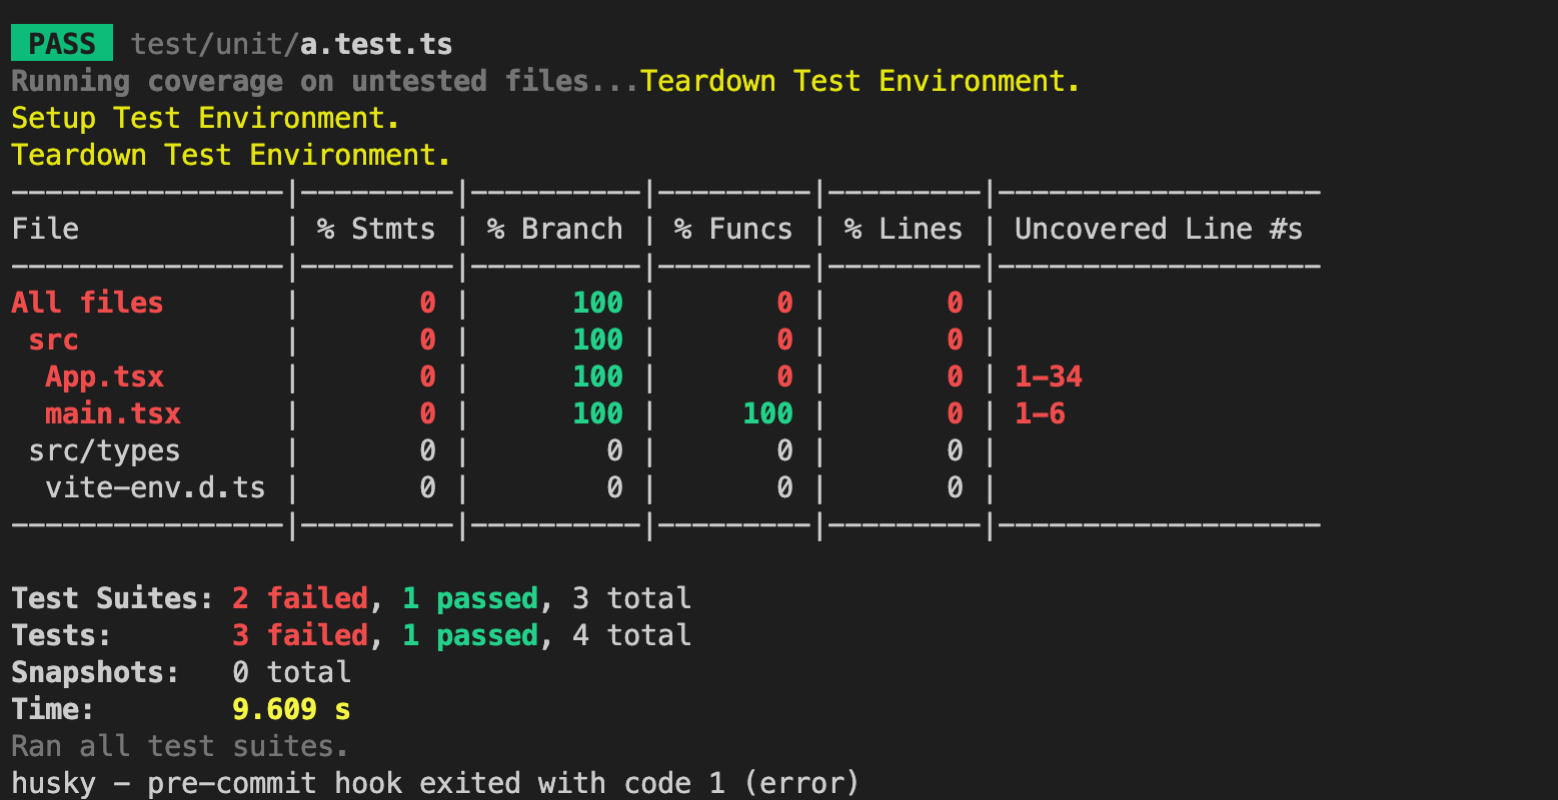 PASS test/unit/a.test.ts
Running coverage on untested files...Teardown Test Environment.
Setup Test Environment.
Teardown Test Environment.
----------------|---------|----------|---------|---------|-------------------
File            | % Stmts | % Branch | % Funcs | % Lines | Uncovered Line #s
----------------|---------|----------|---------|---------|-------------------
All files       |       0 |      100 |       0 |       0 |
 src            |       0 |      100 |       0 |       0 |
  App.tsx       |       0 |      100 |       0 |       0 | 1-34
  main.tsx      |       0 |      100 |     100 |       0 | 1-6
 src/types      |       0 |        0 |       0 |       0 |
  vite-env.d.ts |       0 |        0 |       0 |       0 |
----------------|---------|----------|---------|---------|-------------------
Test Suites: 2 failed, 1 passed, 3 total
Tests:       3 failed, 1 passed, 4 total
Snapshots:   0 total
Time:        9.609 s
Ran all test suites.
husky - pre-commit hook exited with code 1 (error)